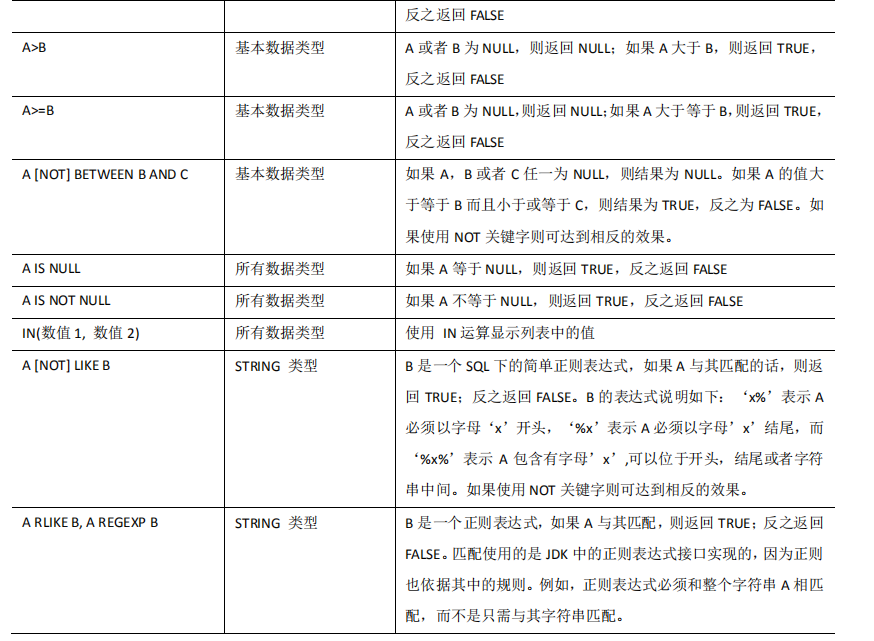 反之返回 FALSE
A>B 基本数据类型 A 或者 B 为 NULL，则返回 NULL；如果 A 大于 B，则返回 TRUE，
反之返回 FALSE
A>=B 基本数据类型 A 或者 B 为 NULL，则返回 NULL；如果 A 大于等于 B，则返回 TRUE，
反之返回 FALSE
A [NOT] BETWEEN B AND C 基本数据类型 如果 A，B 或者 C 任一为 NULL，则结果为 NULL。如果 A 的值大
于等于 B 而且小于或等于 C，则结果为 TRUE，反之为 FALSE。如
果使用 NOT 关键字则可达到相反的效果。
A IS NULL 所有数据类型 如果 A 等于 NULL，则返回 TRUE，反之返回 FALSE
A IS NOT NULL 所有数据类型 如果 A 不等于 NULL，则返回 TRUE，反之返回 FALSE
IN(数值 1, 数值 2) 所有数据类型 使用 IN 运算显示列表中的值
A [NOT] LIKE B STRING 类型 B 是一个 SQL 下的简单正则表达式，如果 A 与其匹配的话，则返
回 TRUE；反之返回 FALSE。B 的表达式说明如下：‘x%’表示 A
必须以字母‘x’开头，‘%x’表示 A 必须以字母’x’结尾，而
‘%x%’表示 A 包含有字母’x’,可以位于开头，结尾或者字符
串中间。如果使用 NOT 关键字则可达到相反的效果。
A RLIKE B, A REGEXP B STRING 类型 B 是一个正则表达式，如果 A 与其匹配，则返回 TRUE；反之返回
FALSE。匹配使用的是 JDK 中的正则表达式接口实现的，因为正则
也依据其中的规则。例如，正则表达式必须和整个字符串 A 相匹
配，而不是只需与其字符串匹配。